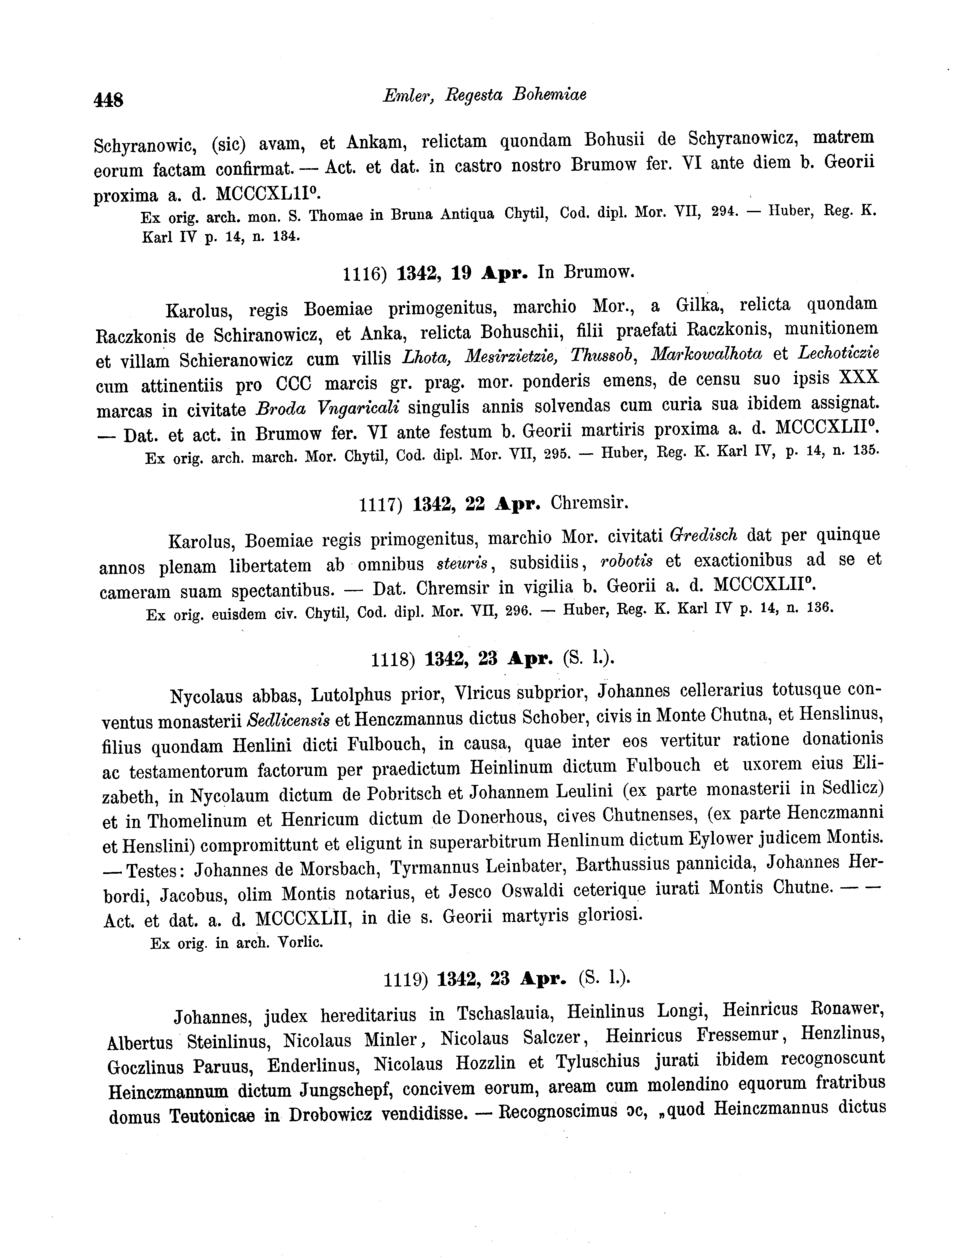 448
Emler, Regesta Bohemiae
Schyranowic, (sic) avam, et Ankam, relictam quondam Bohusii de Schyranowicz, matrem
eorum factam confirmat. — Act. et dat. in castro nostro Brumow fer. VI ante diem b. Georii
proxima a. d. MCCCXL1I⁰.
Ex orig. arch. mon. S. Thomae in Bruna Antiqua Chytil, Cod. dipl. Mor. VII, 294. — Huber, Reg. K.
Karl IV p. 14, n. 134.
1116) 1342, 19 Apr. In Brumow.
Karolus, regis Boemiae primogenitus, marchio Mor., a Gilka, relicta quondam
Raczkonis de Schiranowicz, et Anka, relicta Bohuschii, filii praefati Raczkonis, munitionem
et villam Schieranowicz cum villis Lhota, Mesirzietzie, Thussob, Markowalhota et Lechoticzie
cum attinentiis pro CCC marcis gr. prag. mor. ponderis emens, de censu suo ipsis XXX
marcas in civitate Broda Vngaricali singulis annis solvendas cum curia sua ibidem assignat.
— Dat. et act. in Brumow fer. VI ante festum b. Georii martiris proxima a. d. MCCCXLII⁰.
Ex orig. arch. march. Mor. Chytil, Cod. dipl. Mor. VII, 295. — Huber, Reg. K. Karl IV, p. 14, n. 135.
1117) 1342, 22 Apr. Chremsir.
Karolus, Boemiae regis primogenitus, marchio Mor. civitati Gredisch dat per quinque
annos plenam libertatem ab omnibus steuris, subsidiis, robotis et exactionibus ad se et
cameram suam spectantibus. — Dat. Chremsir in vigilia b. Georii a. d. MCCCXLII⁰.
Ex orig. euisdem civ. Chytil, Cod. dipl. Mor. VII, 296. — Huber, Reg. K. Karl IV p. 14, n. 136.
1118) 1342, 23 Apr. (S. l.).
Nycolaus abbas, Lutolphus prior, Vlricus subprior, Johannes cellerarius totusque con-
ventus monasterii Sedlicensis et Henczmannus dictus Schober, civis in Monte Chutna, et Henslinus,
filius quondam Henlini dicti Fulbouch, in causa, quae inter eos vertitur ratione donationis
ac testamentorum factorum per praedictum Heinlinum dictum Fulbouch et uxorem eius Eli-
zabeth, in Nycolaum dictum de Pobritsch et Johannem Leulini (ex parte monasterii in Sedlicz)
et in Thomelinum et Henricum dictum de Donerhous, cives Chutnenses, (ex parte Henczmanni
et Henslini) compromittunt et eligunt in superarbitrum Henlinum dictum Eylower judicem Montis.
— Testes: Johannes de Morsbach, Tyrmannus Leinbater, Barthussius pannicida, Johannes Her-
bordi, Jacobus, olim Montis notarius, et Jesco Oswaldi ceterique iurati Montis Chutne. — —
Act. et dat. a. d. MCCCXLII, in die s. Georii martyris gloriosi.
Ex orig. in arch. Vorlic.
1119) 1342, 23 Apr. (S. l.).
Johannes, judex hereditarius in Tschaslauia, Heinlinus Longi, Heinricus Ronawer,
Albertus Steinlinus, Nicolaus Minler, Nicolaus Salczer, Heinricus Fressemur, Henzlinus,
Goczlinus Paruus, Enderlinus, Nicolaus Hozzlin et Tyluschius jurati ibidem recognoscunt
Heinczmannum dictum Jungschepf, concivem eorum, aream cum molendino equorum fratribus
domus Teutonicae in Drobowicz vendidisse. — Recognoscimus ɔc, „quod Heinczmannus dictus